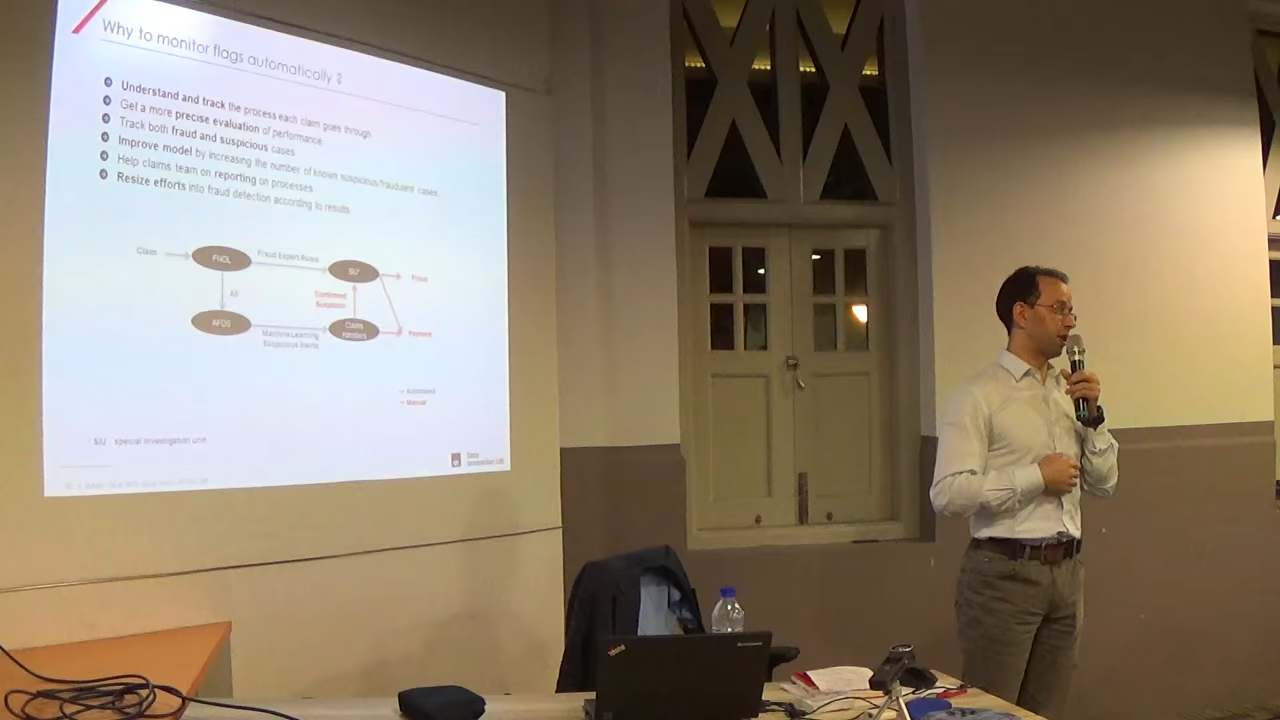 Why to monitor flags automatically ?
Understand and track the process each claim goes through
Get a more precise evaluation of performance.
Track both fraud and suspicious cases
Improve model by increasing the number of known suspicious/fraudulent cases.
Help claims team on reporting on processes
Resize efforts into fraud detection according to results
Claim
FNOL
Fraud Expert Rules
SIU
Fraud
All
Confirmed
Suspicion
AFDS
Machine Learning
Suspicious Alerts
Claims
Handlers
Payment
Automated
Manual
SIU special investigation unit
Data
Innovation Lab
ThinkPad
Lenovo